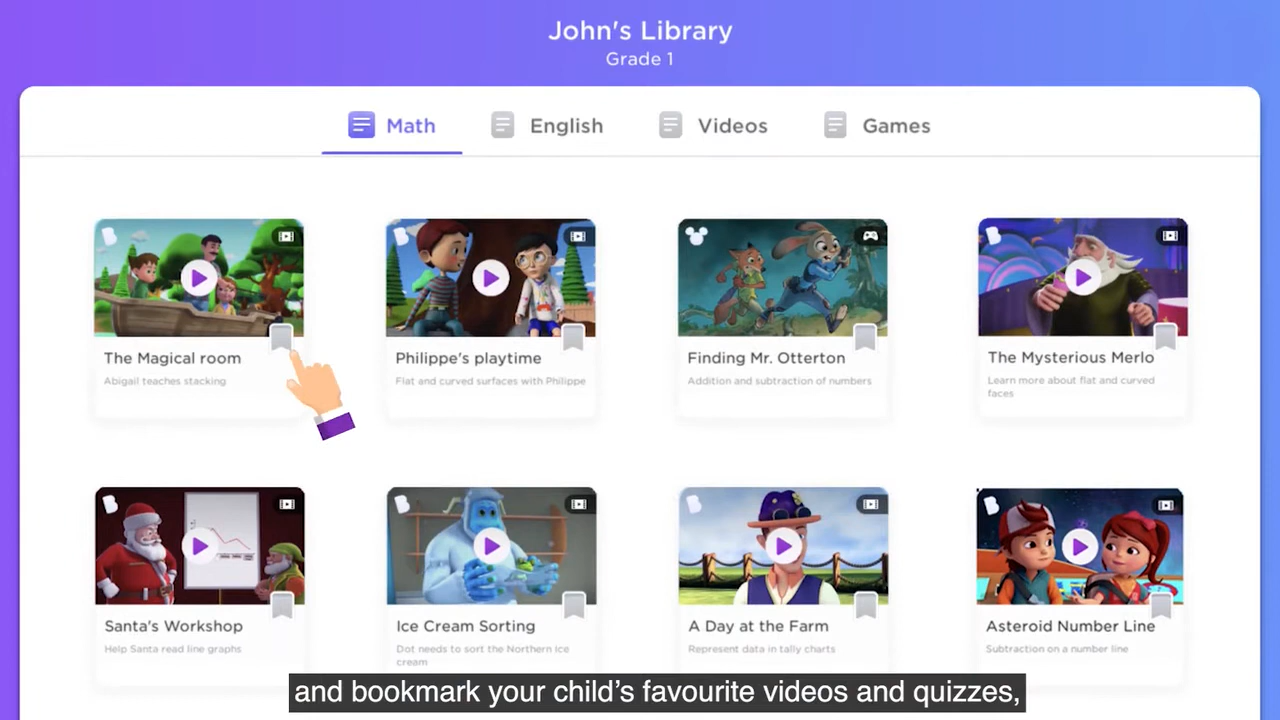 John's Library
Grade 1
Math
English
Videos
Games
The Magical room
Abigail teaches stacking
Philippe's playtime
Flat and curved surfaces with Philippe
Finding Mr. Otterton
Addition and subtraction of numbers
The Mysterious Merlo
Learn more about flat and curved
faces
Santa's Workshop
Help Santa read line graphs
Ice Cream Sorting
Dot needs to sort the Northern Ice
cream
A Day at the Farm
Represent data in tally charts
Asteroid Number Line
Subtraction on a number line
and bookmark your child’s favourite videos and quizzes,